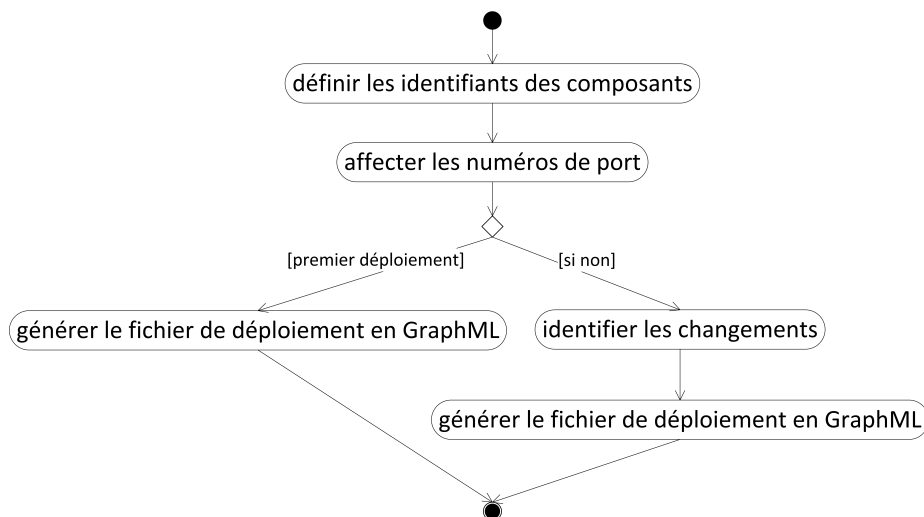 définir les identifiants des composants
affecter les numéros de port
[premier déploiement]
[si non]
générer le fichier de déploiement en GraphML
identifier les changements
générer le fichier de déploiement en GraphML